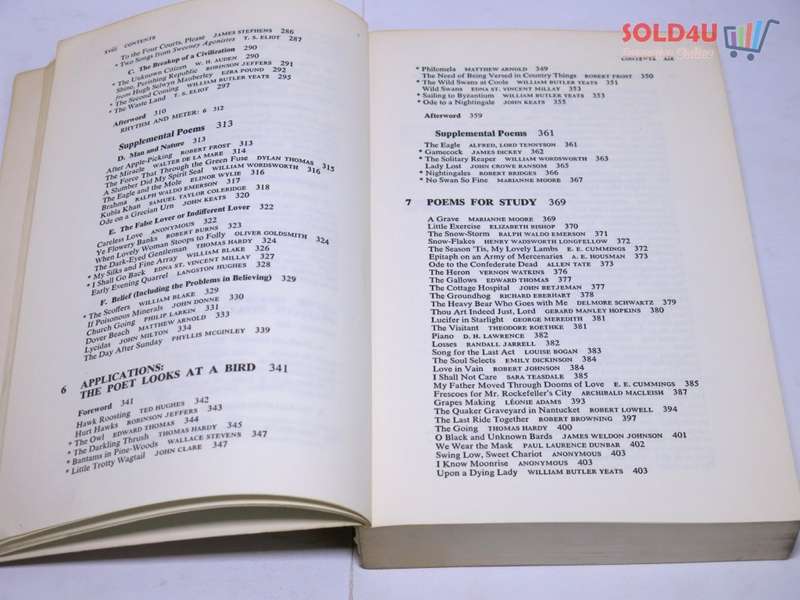 SOLD4U
XVIII CONTENTS
To the Four Courts, Please JAMES STEPHENS 286
* Two Songs from Sweeney Agonistes T. S. ELIOT 287
C. The Breakup of a Civilization 290
* The Unknown Citizen W. H. AUDEN 290
Shine, Perishing Republic ROBINSON JEFFERS 291
from Hugh Selwyn Mauberley EZRA POUND 292
* The Second Coming WILLIAM BUTLER YEATS 295
* The Waste Land T. S. ELIOT 297
Afterword 310
RHYTHM AND METER: 6 312
Supplemental Poems 313
D. Man and Nature 313
After Apple-Picking ROBERT FROST 313
The Miracle WALTER DE LA MARE 314
The Force That Through the Green Fuse DYLAN THOMAS 315
A Slumber Did My Spirit Seal WILLIAM WORDSWORTH 316
The Eagle and the Mole ELINOR WYLIE 316
Brahma RALPH WALDO EMERSON 317
Kubla Khan SAMUEL TAYLOR COLERIDGE 318
Ode on a Grecian Urn JOHN KEATS 320
E. The False Lover or Indifferent Lover 322
Careless Love ANONYMOUS 322
Ye Flowery Banks ROBERT BURNS 323
When Lovely Woman Stoops to Folly OLIVER GOLDSMITH 324
The Dark-Eyed Gentleman THOMAS HARDY 324
* My Silks and Fine Array WILLIAM BLAKE 326
* I Shall Go Back EDNA ST. VINCENT MILLAY 327
Early Evening Quarrel LANGSTON HUGHES 328
F. Belief (Including the Problems in Believing) 329
* The Scoffers WILLIAM BLAKE 329
If Poisonous Minerals JOHN DONNE 330
Church Going PHILIP LARKIN 331
Dover Beach MATTHEW ARNOLD 333
Lycidas JOHN MILTON 334
The Day After Sunday PHYLLIS MCGINLEY 339
6 APPLICATIONS:
THE POET LOOKS AT A BIRD 341
Foreword 341
Hawk Roosting TED HUGHES 342
Hurt Hawks ROBINSON JEFFERS 343
* The Owl EDWARD THOMAS 344
* The Darkling Thrush THOMAS HARDY 345
* Bantams in Pine-Woods WALLACE STEVENS 347
* Little Trotty Wagtail JOHN CLARE 347
CONTENTS XIX
* Philomela MATTHEW ARNOLD 349
The Need of Being Versed in Country Things ROBERT FROST 350
* The Wild Swans at Coole WILLIAM BUTLER YEATS 351
Wild Swans EDNA ST. VINCENT MILLAY 353
* Sailing to Byzantium WILLIAM BUTLER YEATS 353
* Ode to a Nightingale JOHN KEATS 355
Afterword 359
Supplemental Poems 361
The Eagle ALFRED, LORD TENNYSON 361
* Gamecock JAMES DICKEY 362
* The Solitary Reaper WILLIAM WORDSWORTH 363
Lady Lost JOHN CROWE RANSOM 365
* Nightingales ROBERT BRIDGES 366
* No Swan So Fine MARIANNE MOORE 367
7 POEMS FOR STUDY 369
A Grave MARIANNE MOORE 369
Little Exercise ELIZABETH BISHOP 370
The Snow-Storm RALPH WALDO EMERSON 371
Snow-Flakes HENRY WADSWORTH LONGFELLOW 372
The Season 'Tis, My Lovely Lambs E. E. CUMMINGS 372
Epitaph on an Army of Mercenaries A. E. HOUSMAN 373
Ode to the Confederate Dead ALLEN TATE 373
The Heron VERNON WATKINS 376
The Gallows EDWARD THOMAS 377
The Cottage Hospital JOHN BETJEMAN 377
The Groundhog RICHARD EBERHART 378
The Heavy Bear Who Goes with Me DELMORE SCHWARTZ 379
Thou Art Indeed Just, Lord GERARD MANLEY HOPKINS 380
Lucifer in Starlight GEORGE MEREDITH 381
The Visitant THEODORE ROETHKE 381
Piano D. H. LAWRENCE 382
Losses RANDALL JARRELL 382
Song for the Last Act LOUISE BOGAN 383
The Soul Selects EMILY DICKINSON 384
Love in Vain ROBERT JOHNSON 384
I Shall Not Care SARA TEASDALE 385
My Father Moved Through Dooms of Love E. E. CUMMINGS 385
Frescoes for Mr. Rockefeller's City ARCHIBALD MACLEISH 387
Grapes Making LÉONIE ADAMS 393
The Quaker Graveyard in Nantucket ROBERT LOWELL 394
The Last Ride Together ROBERT BROWNING 397
The Going THOMAS HARDY 400
O Black and Unknown Bards JAMES WELDON JOHNSON 401
We Wear the Mask PAUL LAURENCE DUNBAR 402
Swing Low, Sweet Chariot ANONYMOUS 403
I Know Moonrise ANONYMOUS 403
Upon a Dying Lady WILLIAM BUTLER YEATS 403